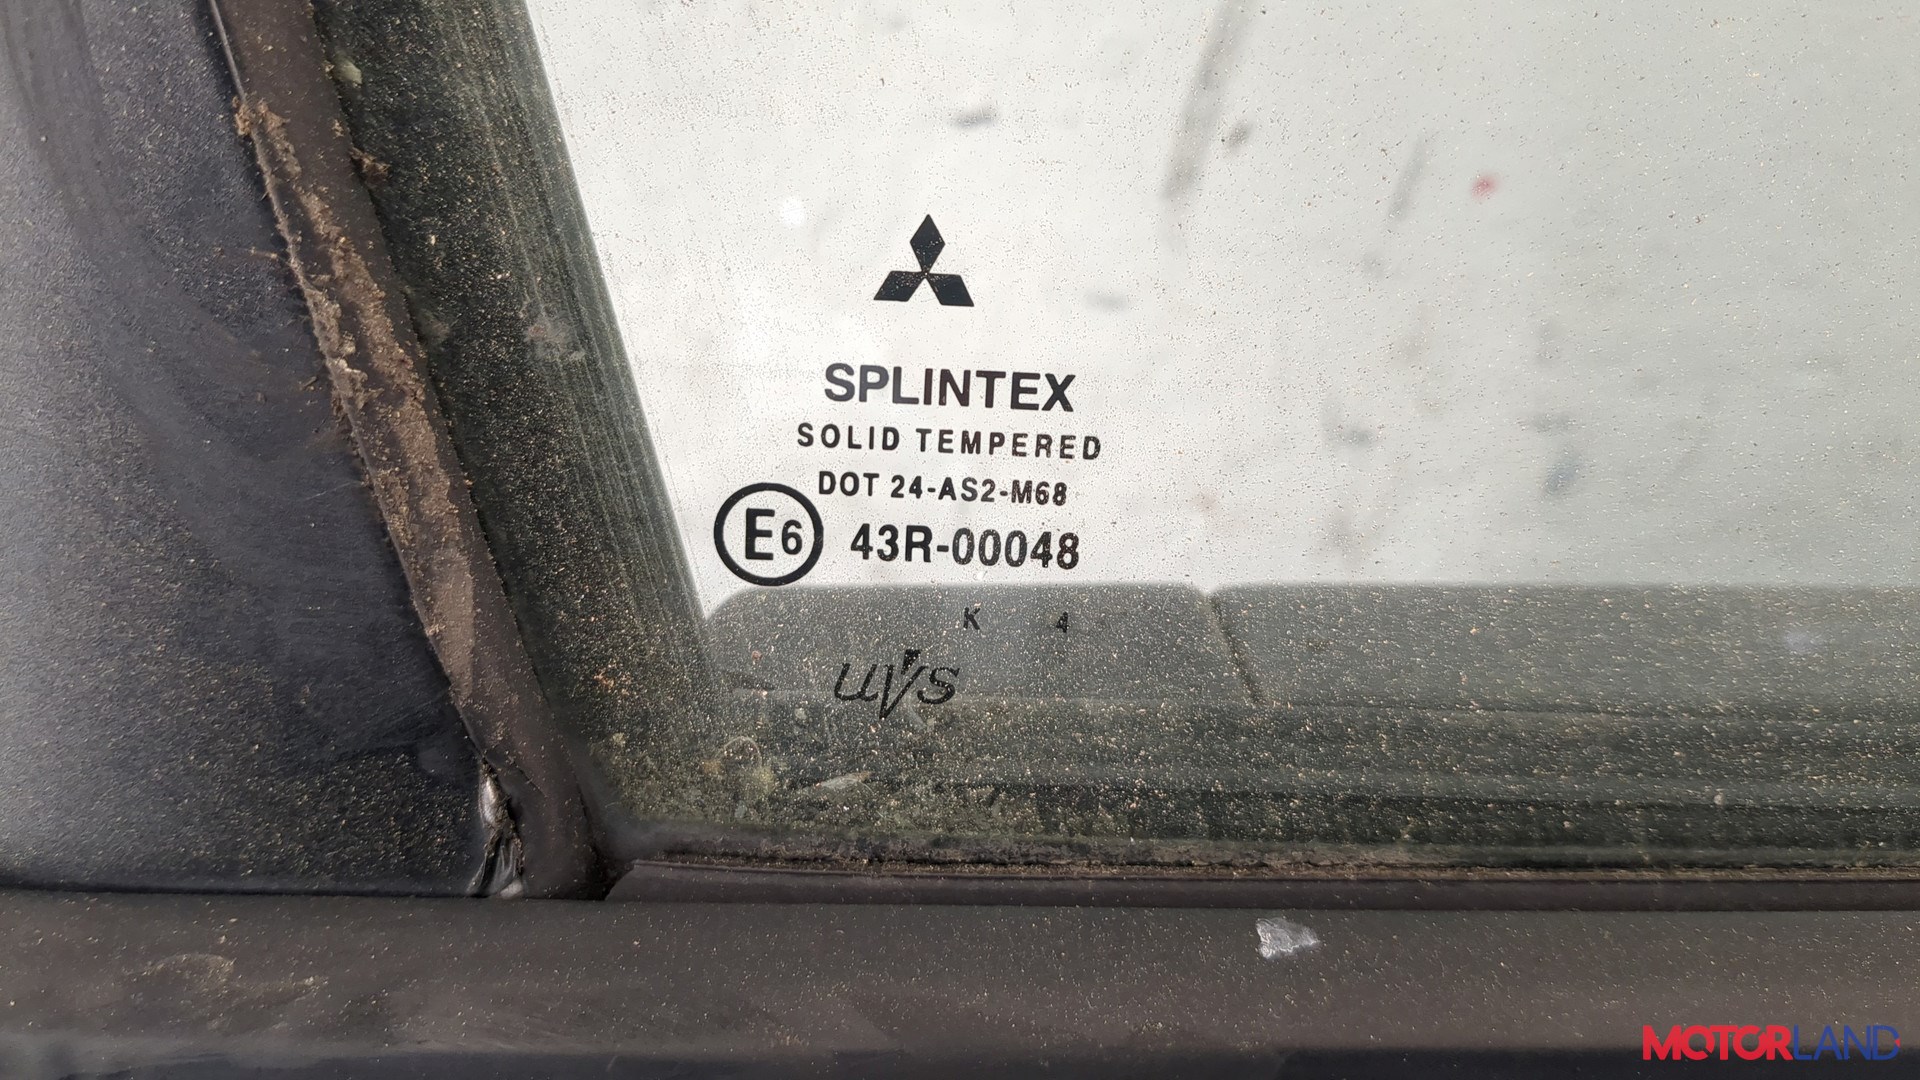 SPLINTEX
SOLID TEMPERED
DOT 24-AS2-M68
E6 43R-00048
K 4
uvs
MOTORLAND